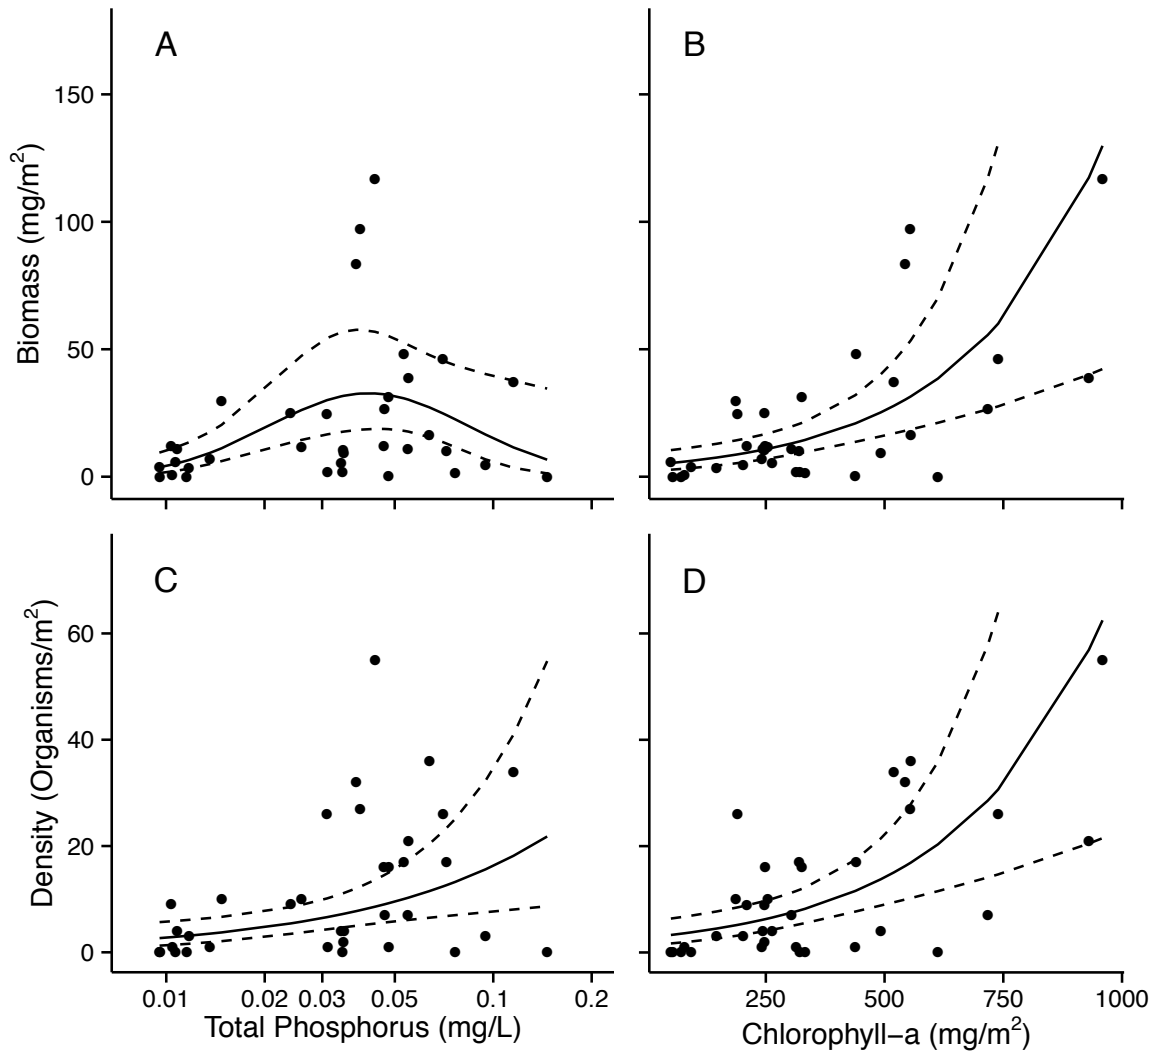 A
B
150
100
50
0
Biomass (mg/m²)
C
D
60
40
20
0
Density (Organisms/m²)
0.01 0.02 0.03 0.05 0.1 0.2
250 500 750 1000
Total Phosphorus (mg/L)
Chlorophyll−a (mg/m²)